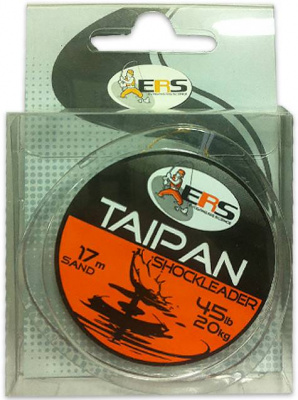 ERS
ERS
TAIPAN
SHOCKLEADER
17m
SAND
45lb
20kg